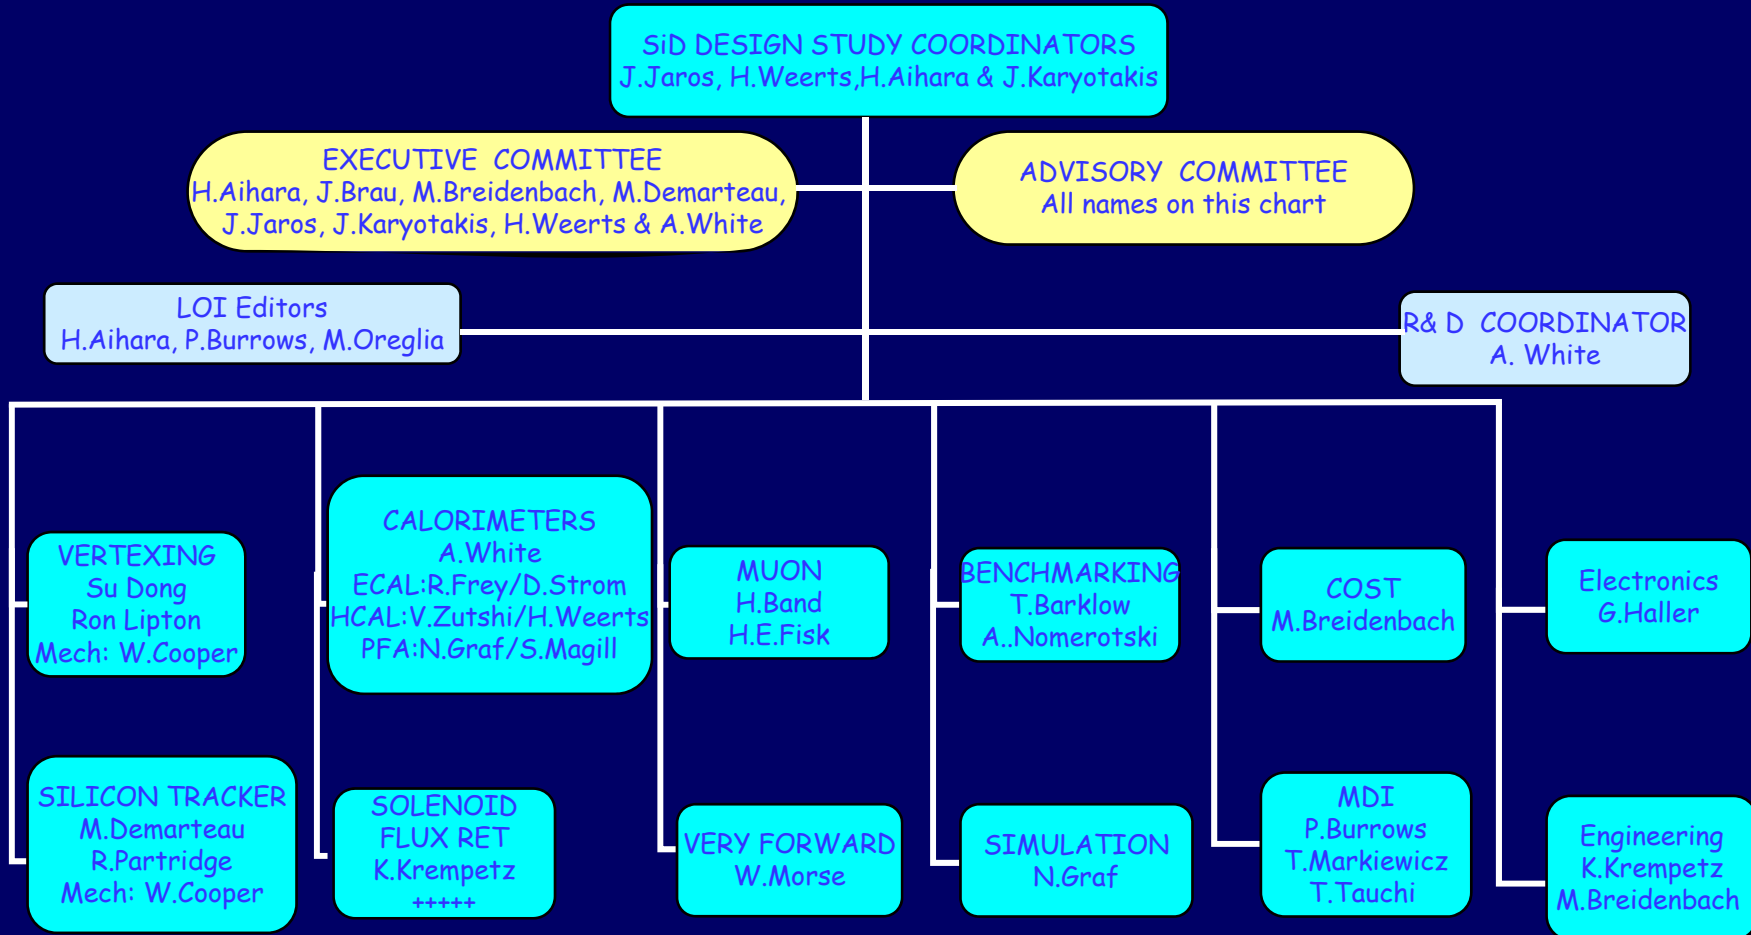 SiD DESIGN STUDY COORDINATORS
J.Jaros, H.Weerts,H.Aihara & J.Karyotakis
EXECUTIVE COMMITTEE
H.Aihara, J.Brau, M.Breidenbach, M.Demarteau,
J.Jaros, J.Karyotakis, H.Weerts & A.White
ADVISORY COMMITTEE
All names on this chart
LOI Editors
H.Aihara, P.Burrows, M.Oreglia
R& D COORDINATOR
A. White
VERTEXING
Su Dong
Ron Lipton
Mech: W.Cooper
CALORIMETERS
A.White
ECAL:R.Frey/D.Strom
HCAL:V.Zutshi/H.Weerts
PFA:N.Graf/S.Magill
MUON
H.Band
H.E.Fisk
BENCHMARKING
T.Barklow
A..Nomerotski
COST
M.Breidenbach
Electronics
G.Haller
SILICON TRACKER
M.Demarteau
R.Partridge
Mech: W.Cooper
SOLENOID
FLUX RET
K.Krempetz
+++++
VERY FORWARD
W.Morse
SIMULATION
N.Graf
MDI
P.Burrows
T.Markiewicz
T.Tauchi
Engineering
K.Krempetz
M.Breidenbach